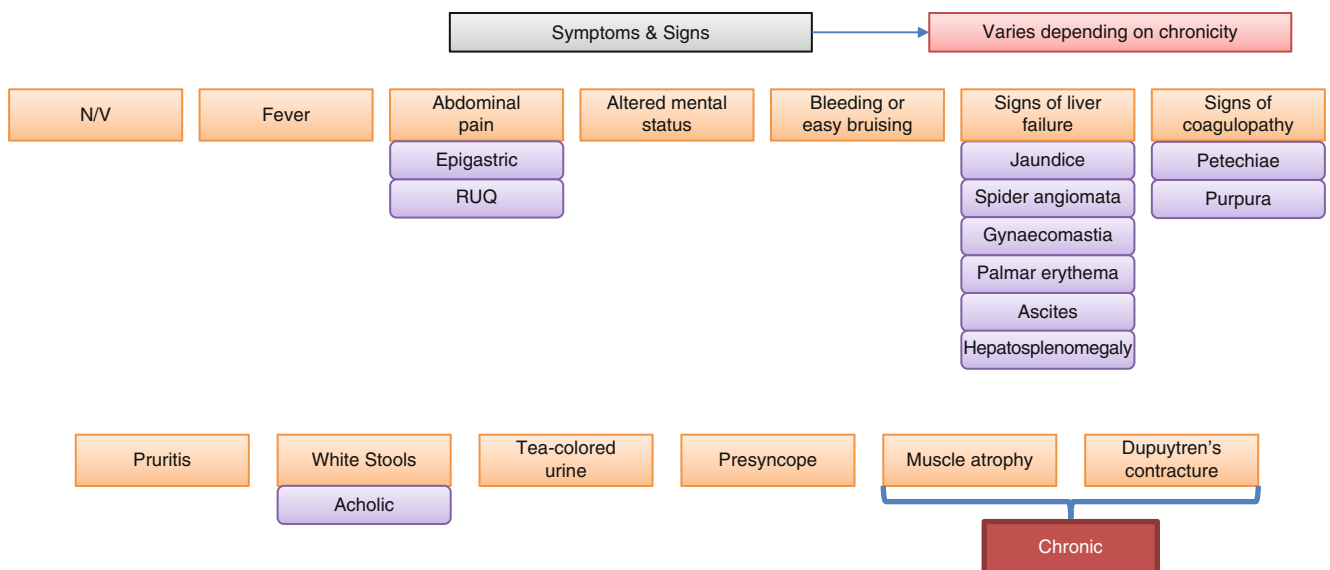 Symptoms & Signs
Varies depending on chronicity
N/V
Fever
Abdominal
pain
Epigastric
RUQ
Altered mental
status
Bleeding or
easy bruising
Signs of liver
failure
Jaundice
Spider angiomata
Gynaecomastia
Palmar erythema
Ascites
Hepatosplenomegaly
Signs of
coagulopathy
Petechiae
Purpura
Pruritis
White Stools
Acholic
Tea-colored
urine
Presyncope
Muscle atrophy
Dupuytren's
contracture
Chronic